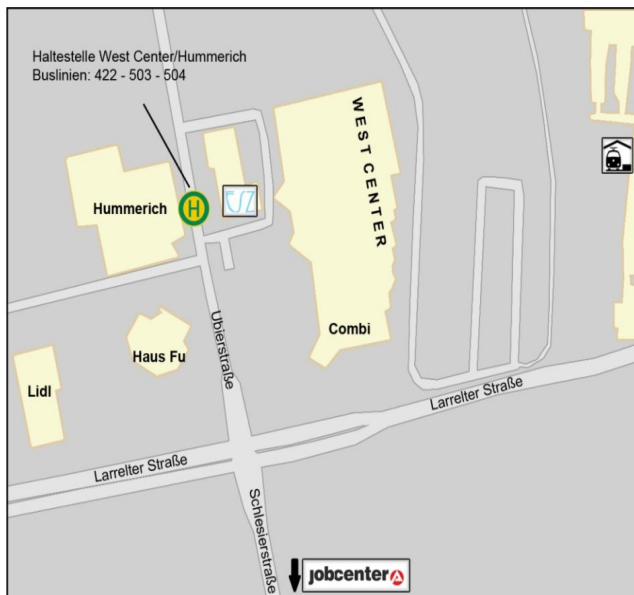 Haltestelle West Center/Hummerich
Buslinien: 422 - 503 - 504
WEST CENTER
Hummerich
H
ESZ
Ubierstraße
Combi
Haus Fu
Lidl
Larrelter Straße
Larrelter Straße
Schlesierstraße
jobcenter